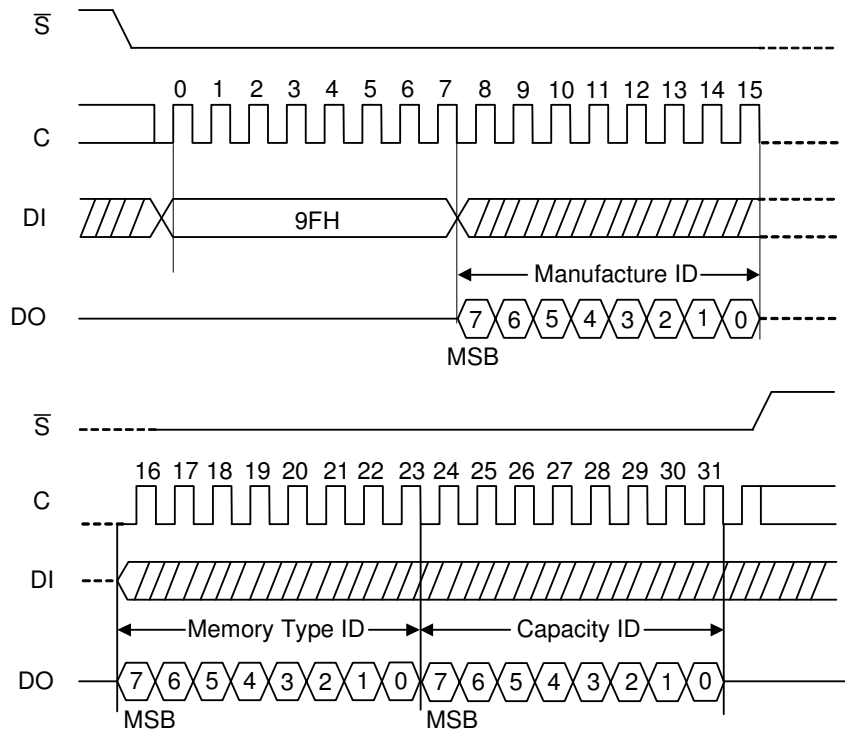 S̅
0 1 2 3 4 5 6 7 8 9 10 11 12 13 14 15
C
DI
9FH
Manufacture ID
DO
7 6 5 4 3 2 1 0
MSB
S̅
16 17 18 19 20 21 22 23 24 25 26 27 28 29 30 31
C
DI
Memory Type ID Capacity ID
DO
7 6 5 4 3 2 1 0 7 6 5 4 3 2 1 0
MSB MSB